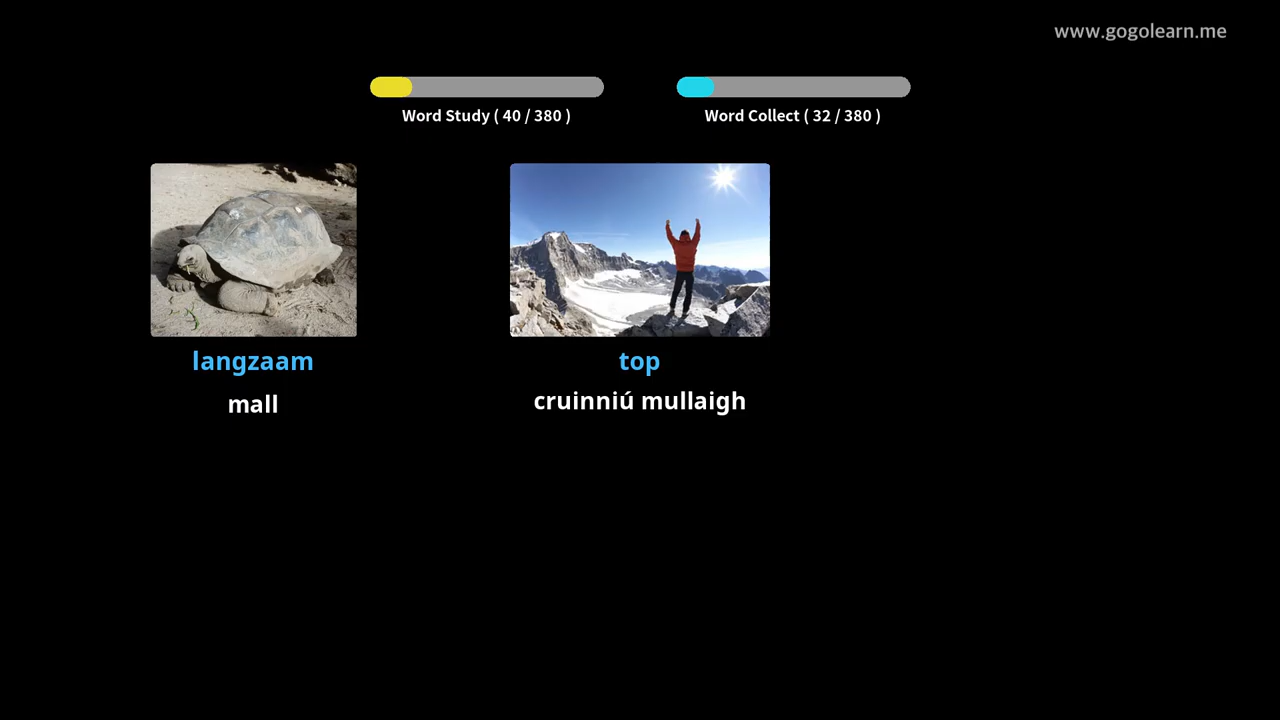 www.gogolearn.me
Word Study ( 40 / 380 )
Word Collect ( 32 / 380 )
langzaam
mall
top
cruinniú mullaigh